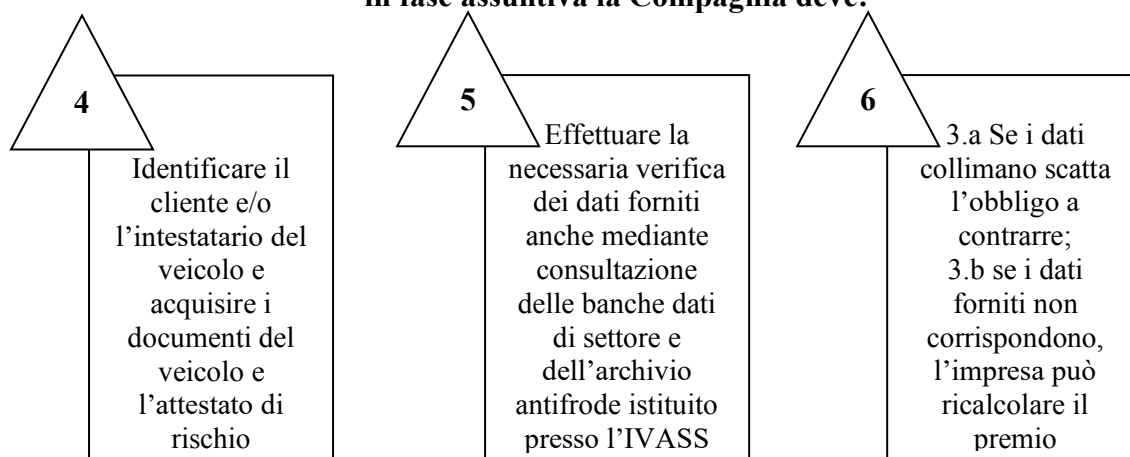 in fase assuntiva la Compagnia deve:
4
Identificare il
cliente e/o
l'intestatario del
veicolo e
acquisire i
documenti del
veicolo e
l'attestato di
rischio
5
Effettuare la
necessaria verifica
dei dati forniti
anche mediante
consultazione
delle banche dati
di settore e
dell'archivio
antifrode istituito
presso l'IVASS
6
3.a Se i dati
collimano scatta
l'obbligo a
contrarre;
3.b se i dati
forniti non
corrispondono,
l'impresa può
ricalcolare il
premio